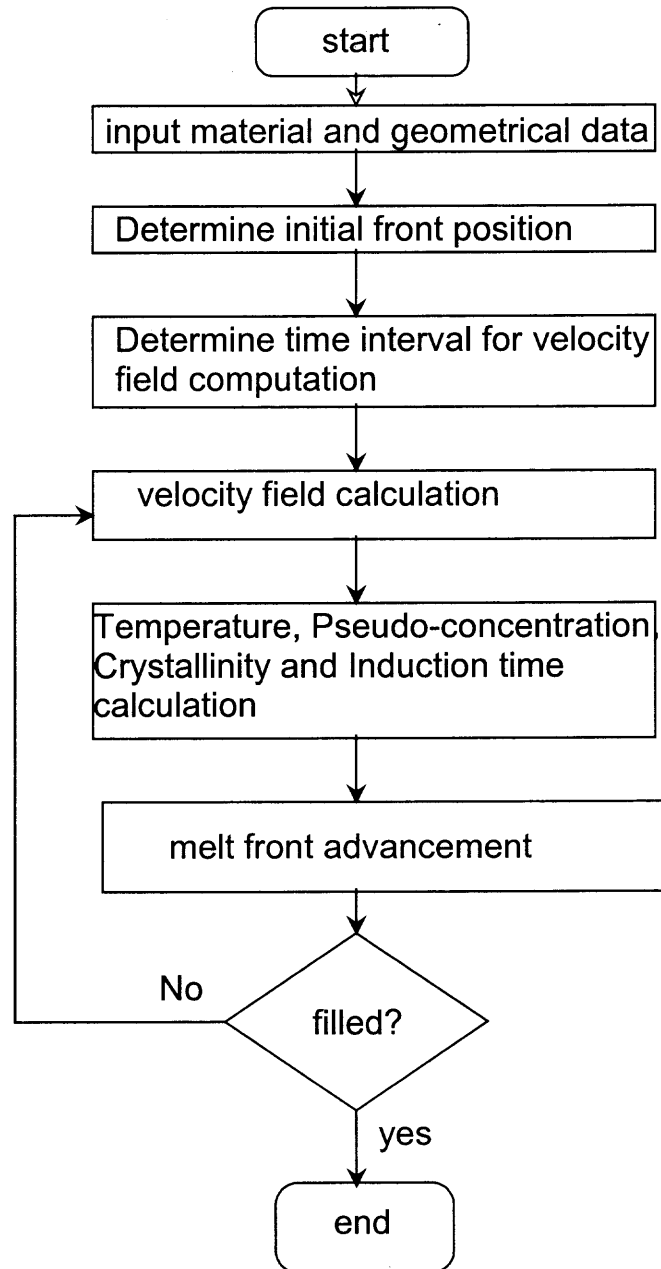 start
input material and geometrical data
Determine initial front position
Determine time interval for velocity
field computation
velocity field calculation
Temperature, Pseudo-concentration,
Crystallinity and Induction time
calculation
melt front advancement
No
filled?
yes
end